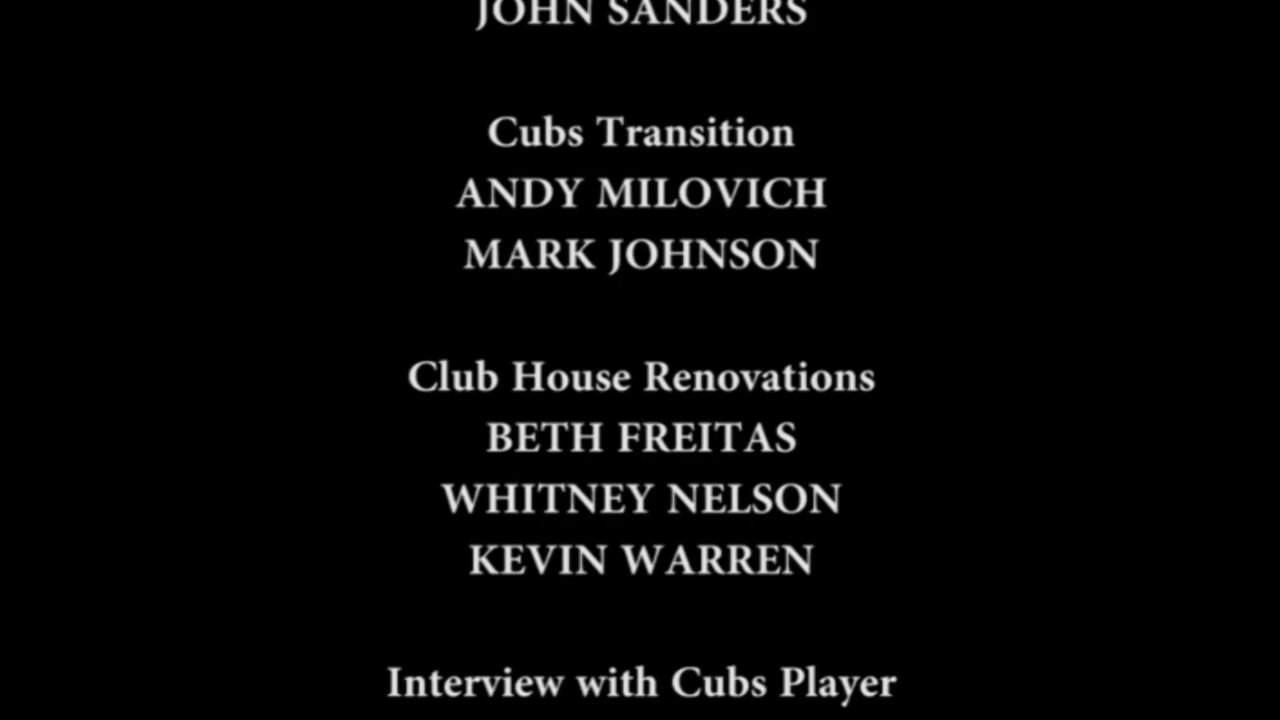 JOHN SANDERS
Cubs Transition
ANDY MILOVICH
MARK JOHNSON
Club House Renovations
BETH FREITAS
WHITNEY NELSON
KEVIN WARREN
Interview with Cubs Player